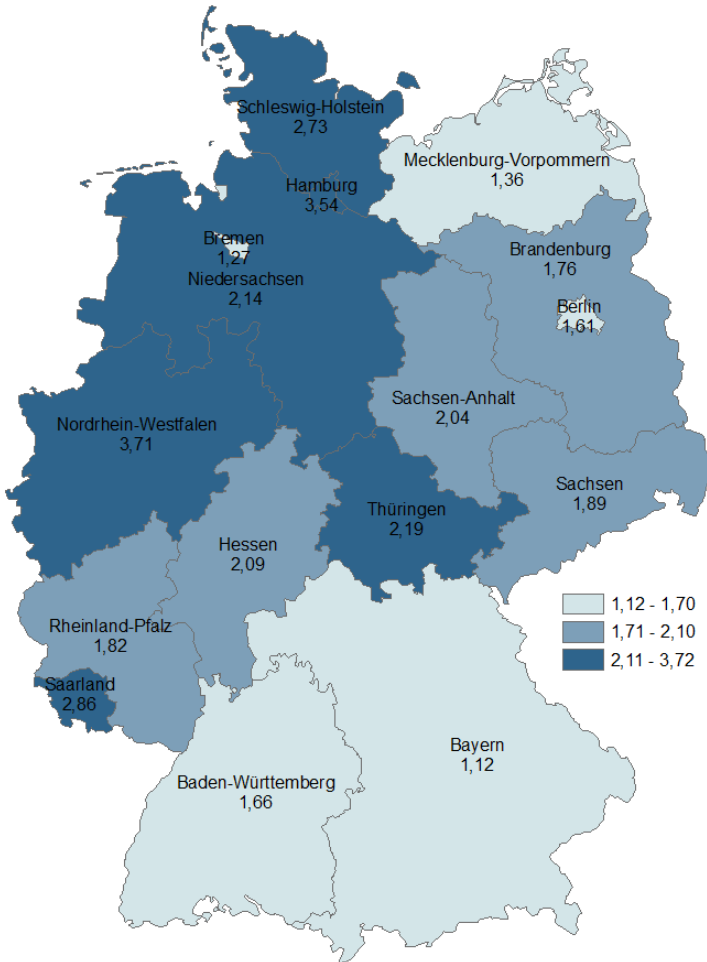 Schleswig-Holstein
2,73
Mecklenburg-Vorpommern
1,36
Hamburg
3,54
Bremen
1,27
Niedersachsen
2,14
Brandenburg
1,76
Berlin
1,61
Sachsen-Anhalt
2,04
Nordrhein-Westfalen
3,71
Sachsen
1,89
Thüringen
2,19
Hessen
2,09
Rheinland-Pfalz
1,82
Saarland
2,86
Bayern
1,12
Baden-Württemberg
1,66
1,12 - 1,70
1,71 - 2,10
2,11 - 3,72